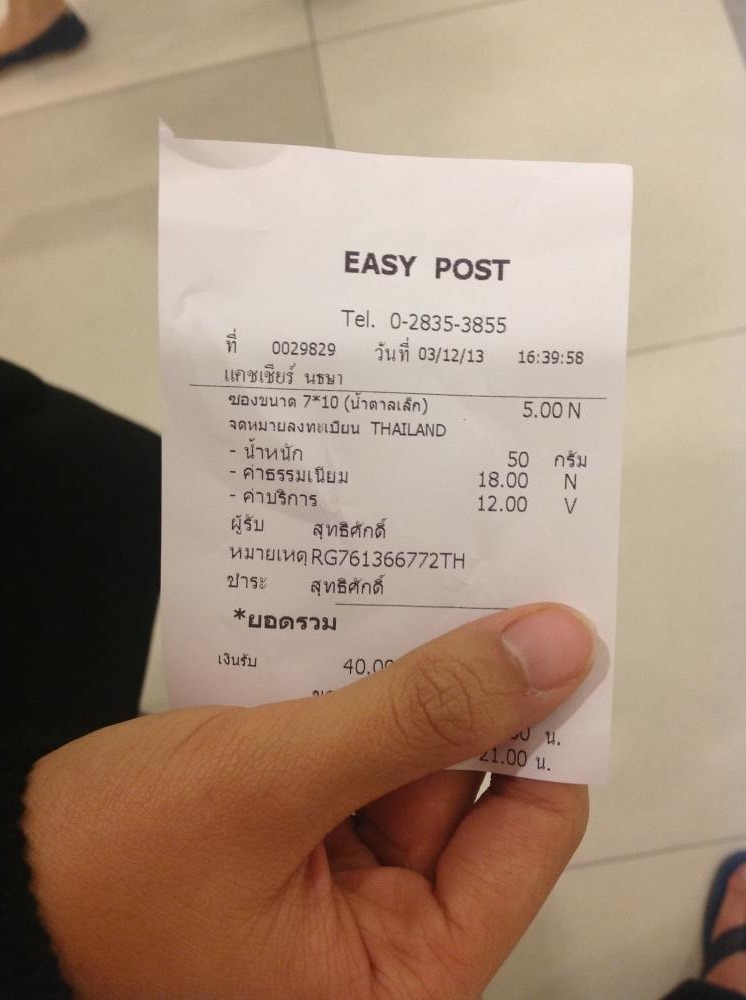 EASY POST
Tel. 0-2835-3855
ที่ 0029829 วันที่ 03/12/13 16:39:58
แคชเชียร์ นธษา
ซองขนาด 7*10 (น้ำตาลเล็ก) 5.00 N
จดหมายลงทะเบียน THAILAND
- น้ำหนัก 50 กรัม
- ค่าธรรมเนียม 18.00 N
- ค่าบริการ 12.00 V
ผู้รับ สุทธิศักดิ์
หมายเหตุ RG761366772TH
ชำระ สุทธิศักดิ์
*ยอดรวม
เงินรับ 40.00
น.
21.00 น.